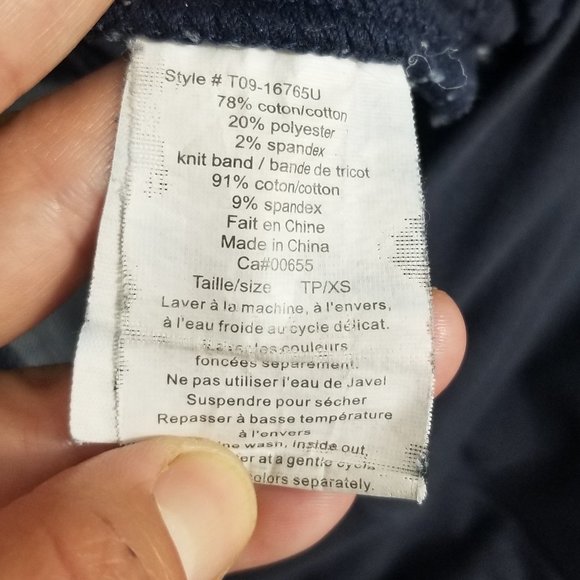 Style # T09-16765U
78% coton/cotton
20% polyester
2% spandex
knit band / bande de tricot
91% coton/cotton
9% spandex
Fait en Chine
Made in China
Ca#00655
Taille/size TP/XS
Laver à la machine, à l'envers,
à l'eau froide au cycle délicat.
les couleurs
foncées séparement.
Ne pas utiliser l'eau de Javel
Suspendre pour sécher
Repasser à basse température
à l'envers
wash, inside out,
at a gentle
separately.